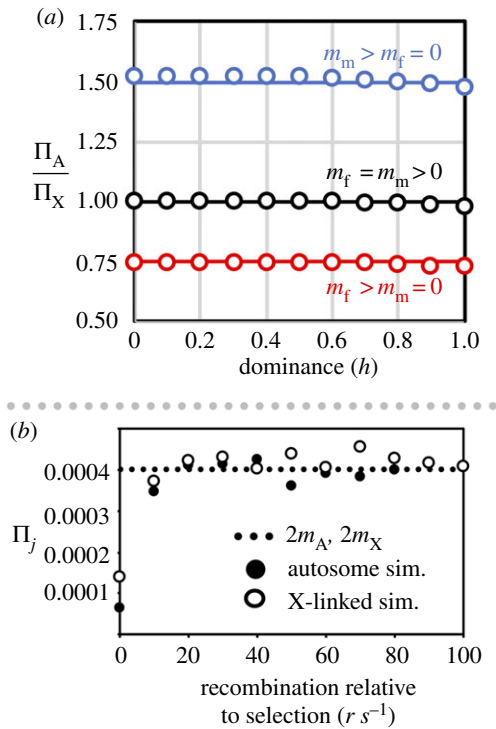 (a)
1.75
1.50
1.25
1.00
0.75
0.50
Π_A
Π_X
m_m > m_f = 0
m_f = m_m > 0
m_f > m_m = 0
0 0.2 0.4 0.6 0.8 1.0
dominance (h)
(b)
0.0004
0.0003
0.0002
0.0001
Π_j
2m_A, 2m_X
autosome sim.
X-linked sim.
0 20 40 60 80 100
recombination relative
to selection (r s⁻¹)